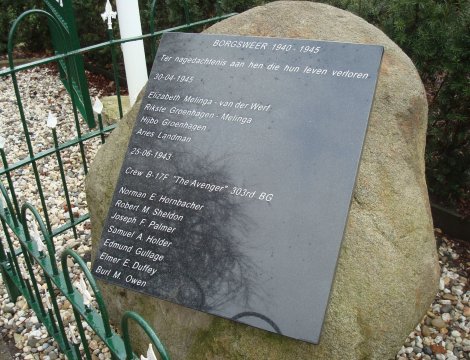 BORGSWEER 1940-1945
Ter nagedachtenis aan hen die hun leven verloren
30-04-1945
Elizabeth Melinga - van der Werf
Rikste Groenhagen - Melinga
Hijbo Groenhagen
Aries Landman
25-06-1943
Crew B-17F "The Avenger" 303rd BG
Norman E. Hornbacher
Robert M. Sheldon
Joseph F. Palmer
Samuel A. Holder
Edmund Gullage
Elmer E. Duffey
Burl M. Owen